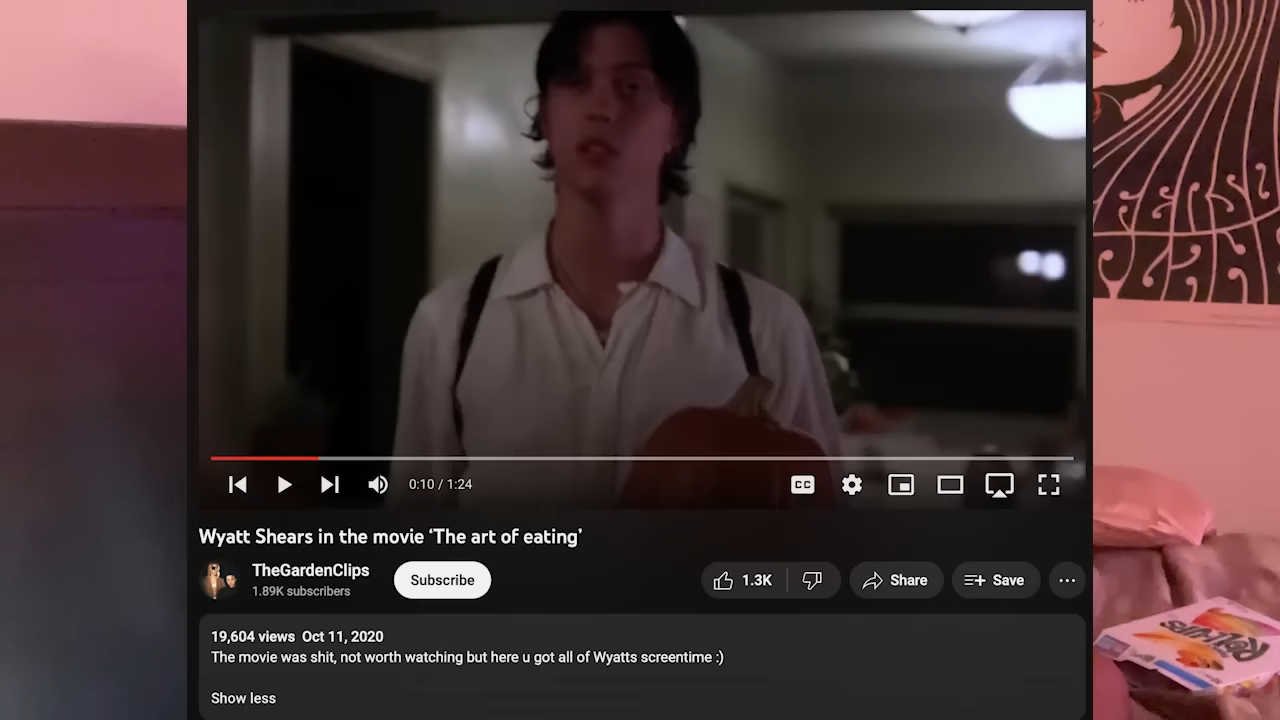 CC
0:10 / 1:24
Wyatt Shears in the movie ‘The art of eating’
TheGardenClips
1.89K subscribers
Subscribe
1.3K
Share
Save
19,604 views Oct 11, 2020
The movie was shit, not worth watching but here u got all of Wyatts screentime :)
Show less